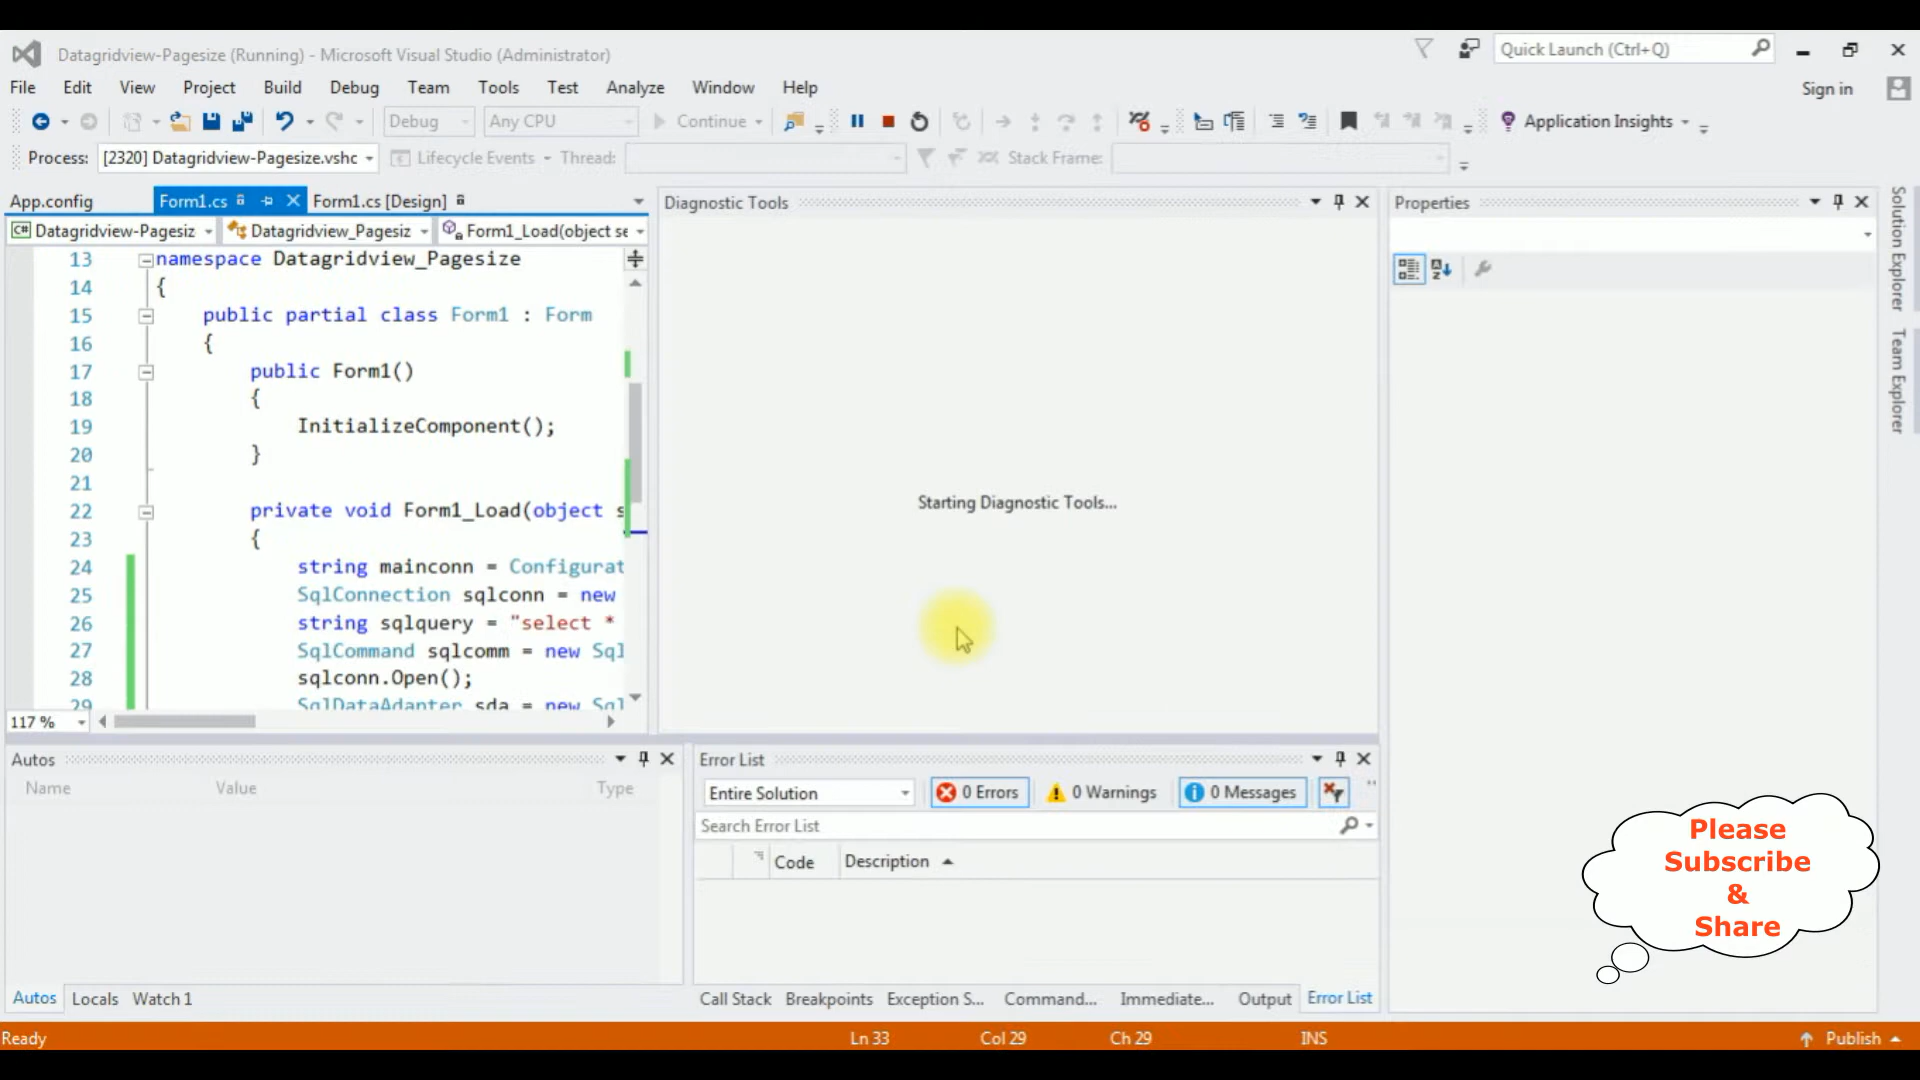 Datagridview-Pagesize (Running) - Microsoft Visual Studio (Administrator)
Quick Launch (Ctrl+Q)
File Edit View Project Build Debug Team Tools Test Analyze Window Help
Sign in
Debug Any CPU Continue Application Insights
Process: [2320] Datagridview-Pagesize.vshc Lifecycle Events Thread: Stack Frame:
App.config Form1.cs Form1.cs [Design]
Diagnostic Tools
Properties
Solution Explorer
Team Explorer
C# Datagridview-Pagesiz Datagridview_Pagesiz Form1_Load(object se
13 namespace Datagridview_Pagesize
14 {
15 public partial class Form1 : Form
16 {
17 public Form1()
18 {
19 InitializeComponent();
20 }
21
22 private void Form1_Load(object s
23 {
24 string mainconn = Configurat
25 SqlConnection sqlconn = new
26 string sqlquery = "select *
27 SqlCommand sqlcomm = new Sql
28 sqlconn.Open();
29 SqlDataAdapter sda = new Sql
117 %
Starting Diagnostic Tools...
Autos
Name Value Type
Autos Locals Watch 1
Error List
Entire Solution 0 Errors 0 Warnings 0 Messages
Search Error List
Code Description
Call Stack Breakpoints Exception S... Command... Immediate... Output Error List
Please
Subscribe
&
Share
Ready Ln 33 Col 29 Ch 29 INS Publish